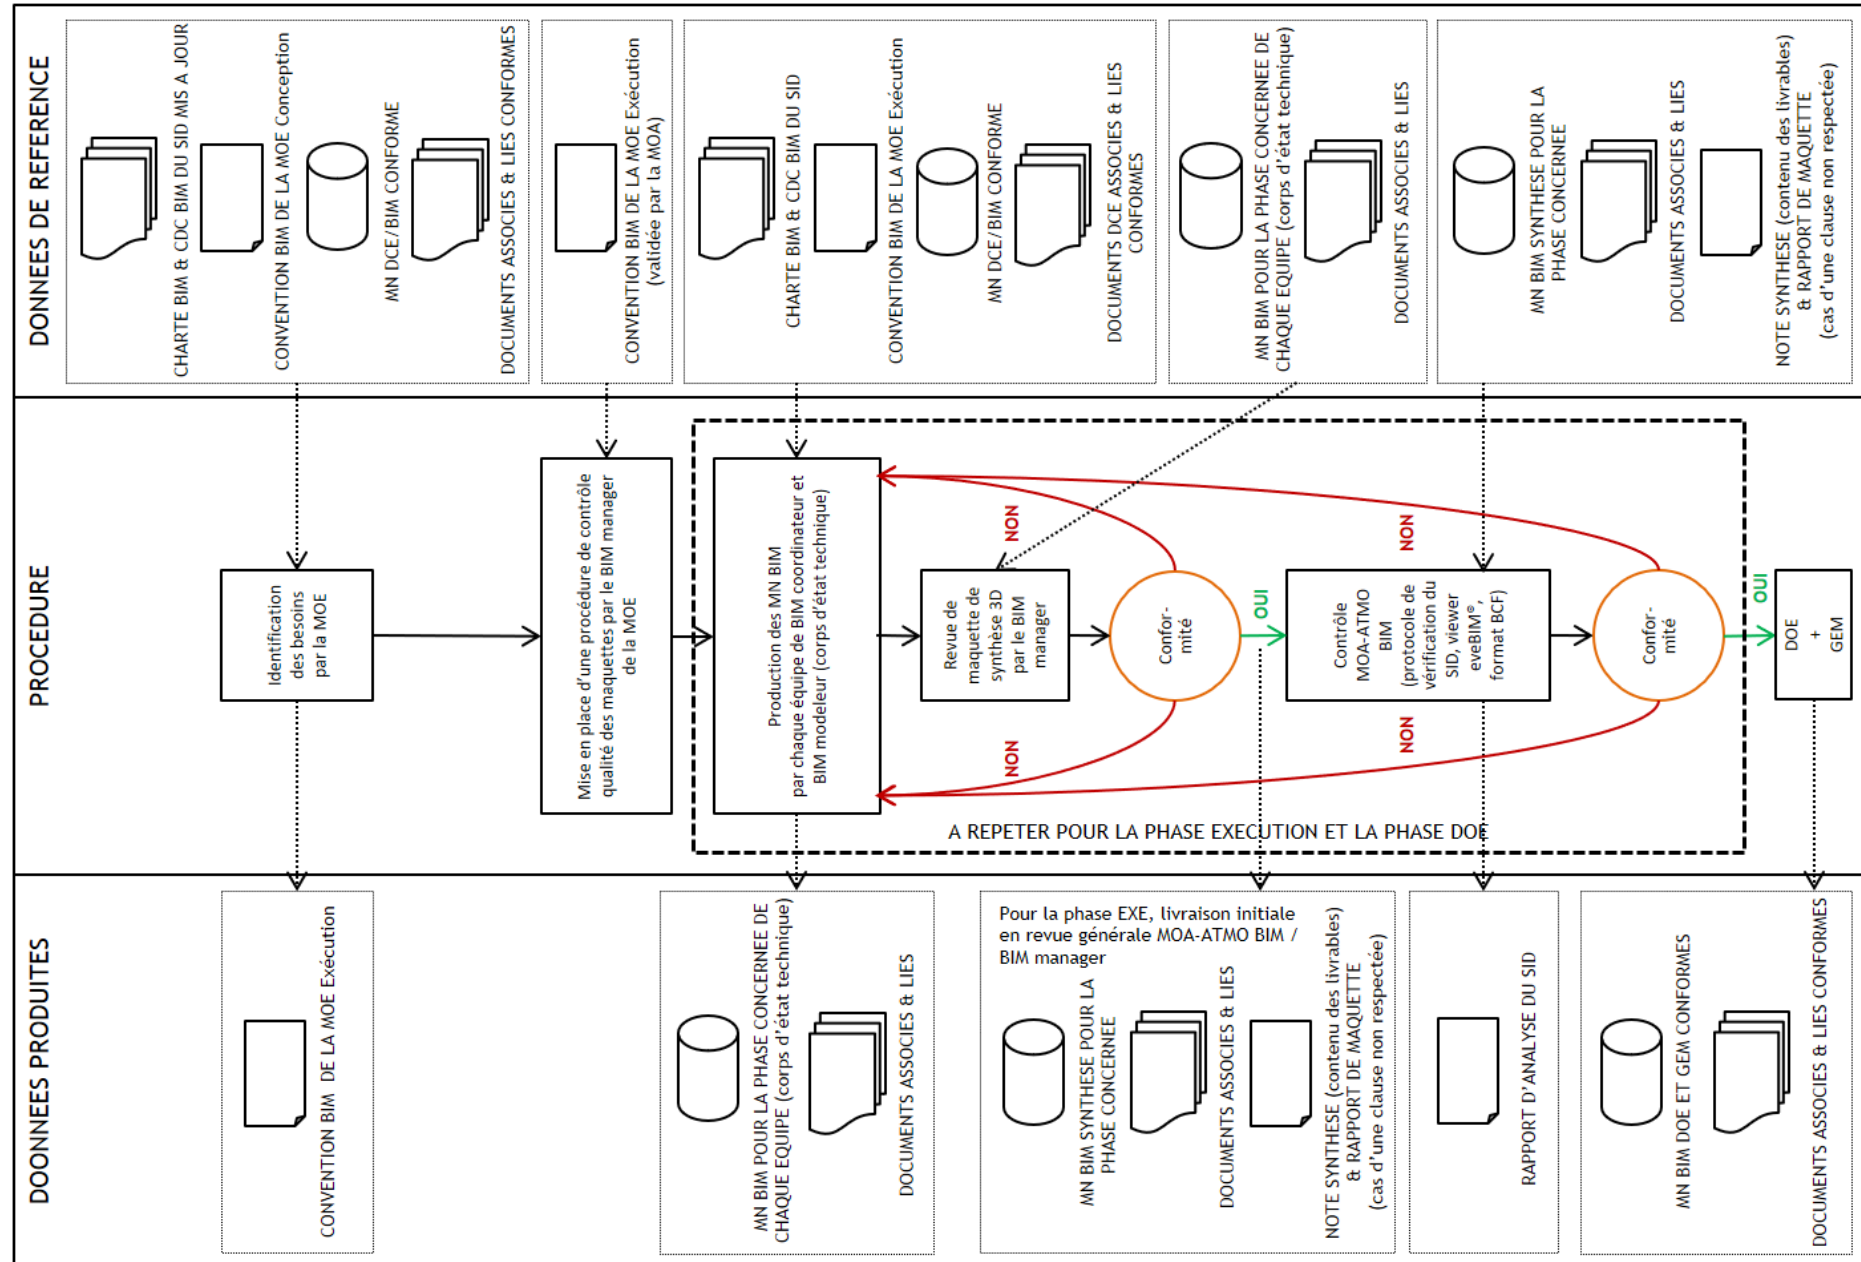 DONNEES DE REFERENCE
CHARTE BIM & CDC BIM DU SID MIS A JOUR
CONVENTION BIM DE LA MOE Conception
MN DCE/BIM CONFORME
DOCUMENTS ASSOCIES & LIES CONFORMES
CONVENTION BIM DE LA MOE Exécution
(validée par la MOA)
CHARTE BIM & CDC BIM DU SID
CONVENTION BIM DE LA MOE Exécution
MN DCE/BIM CONFORME
DOCUMENTS DCE ASSOCIES & LIES
CONFORMES
MN BIM POUR LA PHASE CONCERNEE DE
CHAQUE EQUIPE (corps d'état technique)
DOCUMENTS ASSOCIES & LIES
MN BIM SYNTHESE POUR LA
PHASE CONCERNEE
DOCUMENTS ASSOCIES & LIES
NOTE SYNTHESE (contenu des livrables)
& RAPPORT DE MAQUETTE
(cas d'une clause non respectée)
PROCEDURE
Identification
des besoins
par la MOE
Mise en place d'une procédure de contrôle
qualité des maquettes par le BIM manager
de la MOE
Production des MN BIM
par chaque équipe de BIM coordinateur et
BIM modeleur (corps d'état technique)
Revue de
maquette de
synthèse 3D
par le BIM
manager
NON
NON
Confor-
mité
OUI
Contrôle
MOA-ATMO
BIM
(protocole de
vérification du
SID, viewer
eveBIM®,
format BCF)
NON
NON
Confor-
mité
OUI
DOE
+
GEM
A REPETER POUR LA PHASE EXECUTION ET LA PHASE DOE
DONNEES PRODUITES
CONVENTION BIM DE LA MOE Exécution
MN BIM POUR LA PHASE CONCERNEE DE
CHAQUE EQUIPE (corps d'état technique)
DOCUMENTS ASSOCIES & LIES
Pour la phase EXE, livraison initiale
en revue générale MOA-ATMO BIM /
BIM manager
MN BIM SYNTHESE POUR LA
PHASE CONCERNEE
DOCUMENTS ASSOCIES & LIES
NOTE SYNTHESE (contenu des livrables)
& RAPPORT DE MAQUETTE
(cas d'une clause non respectée)
RAPPORT D'ANALYSE DU SID
MN BIM DOE ET GEM CONFORMES
DOCUMENTS ASSOCIES & LIES CONFORMES